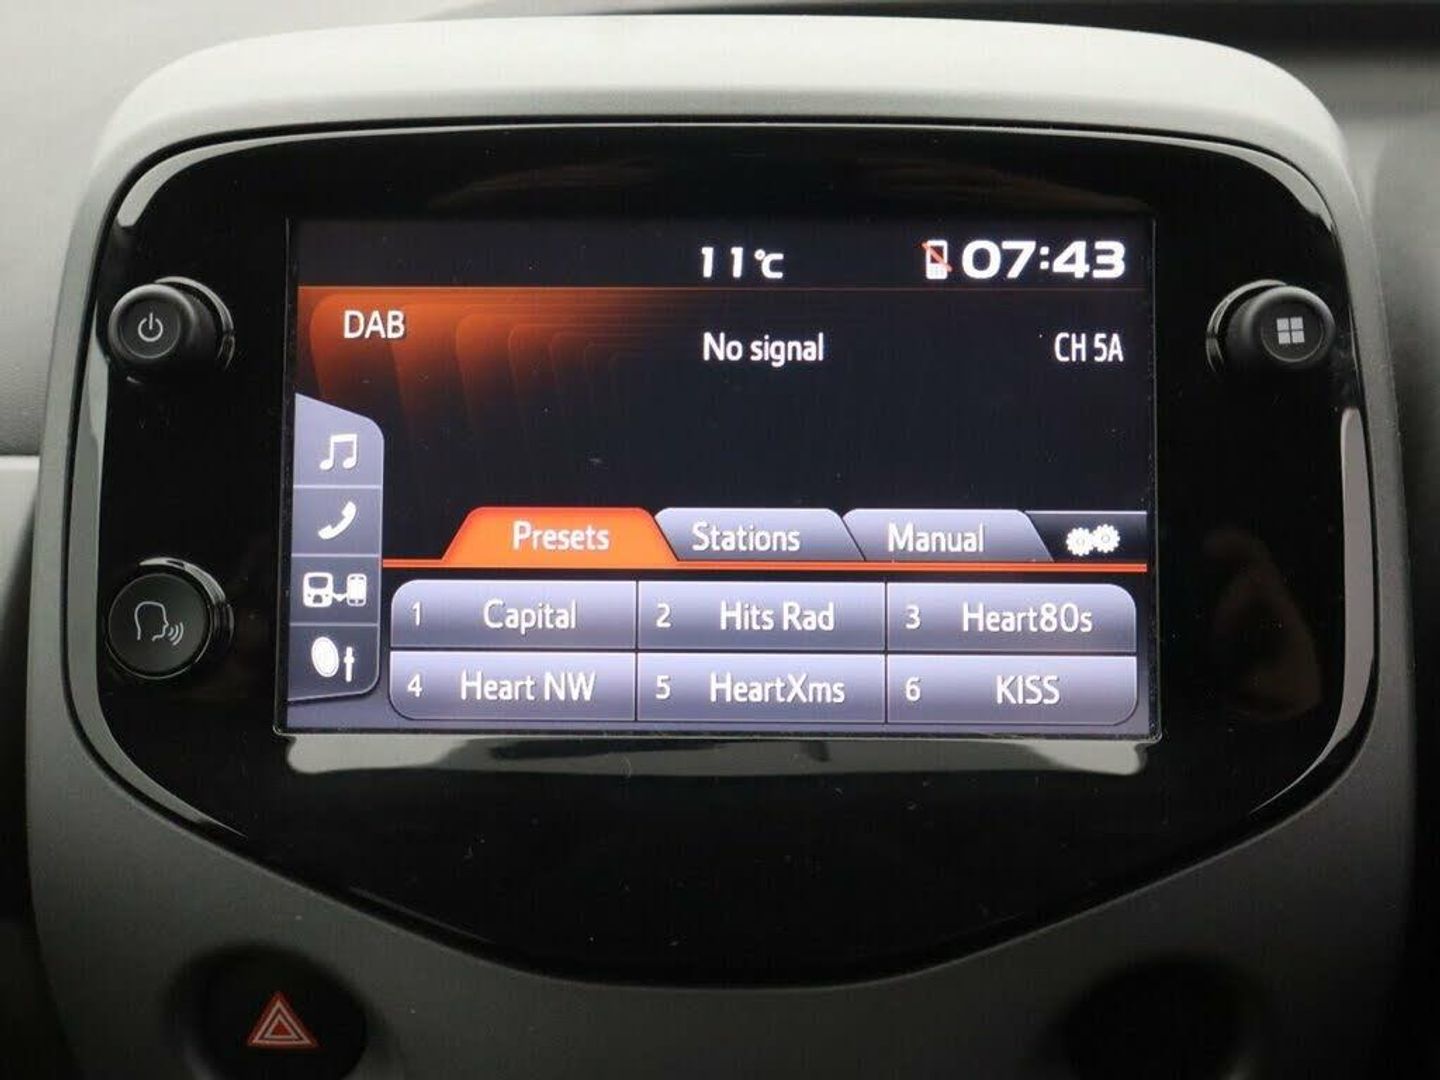 11°C 07:43
DAB
No signal CH 5A
Presets Stations Manual
1 Capital 2 Hits Rad 3 Heart80s
4 Heart NW 5 HeartXms 6 KISS